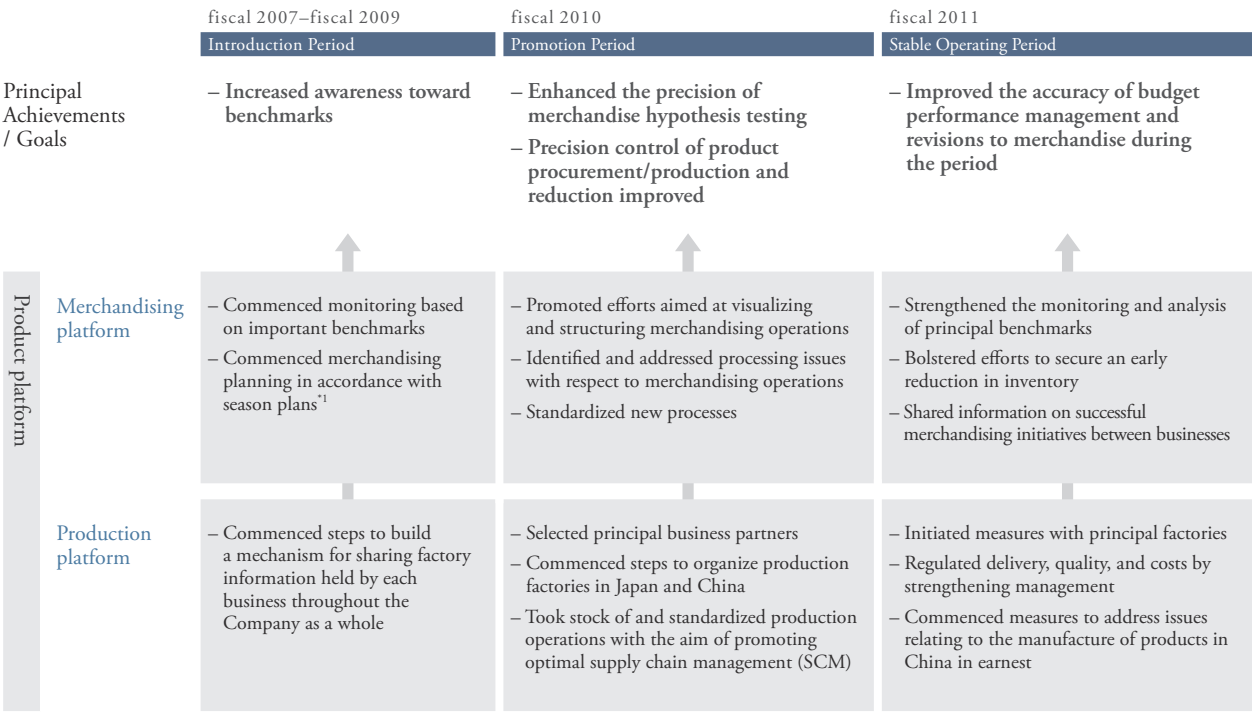 fiscal 2007–fiscal 2009
Introduction Period
fiscal 2010
Promotion Period
fiscal 2011
Stable Operating Period
Principal
Achievements
/ Goals
– Increased awareness toward
benchmarks
– Enhanced the precision of
merchandise hypothesis testing
– Precision control of product
procurement/production and
reduction improved
– Improved the accuracy of budget
performance management and
revisions to merchandise during
the period
Product platform
Merchandising
platform
– Commenced monitoring based
on important benchmarks
– Commenced merchandising
planning in accordance with
season plans*1
– Promoted efforts aimed at visualizing
and structuring merchandising operations
– Identified and addressed processing issues
with respect to merchandising operations
– Standardized new processes
– Strengthened the monitoring and analysis
of principal benchmarks
– Bolstered efforts to secure an early
reduction in inventory
– Shared information on successful
merchandising initiatives between businesses
Production
platform
– Commenced steps to build
a mechanism for sharing factory
information held by each
business throughout the
Company as a whole
– Selected principal business partners
– Commenced steps to organize production
factories in Japan and China
– Took stock of and standardized production
operations with the aim of promoting
optimal supply chain management (SCM)
– Initiated measures with principal factories
– Regulated delivery, quality, and costs by
strengthening management
– Commenced measures to address issues
relating to the manufacture of products in
China in earnest